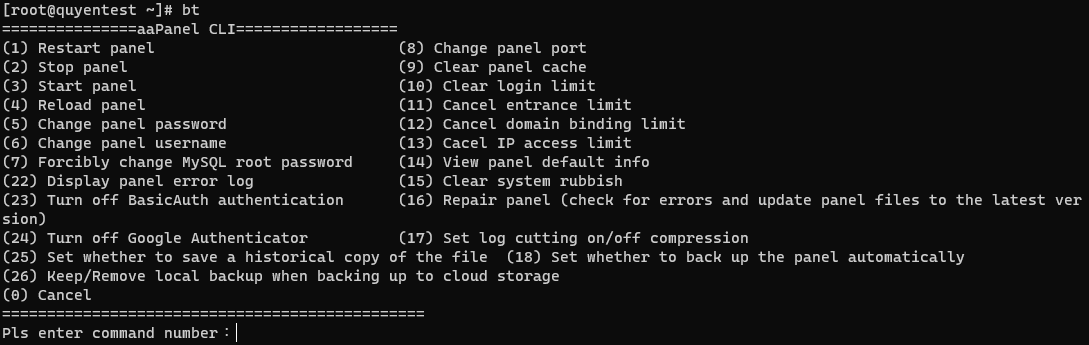 [root@quyentest ~]# bt
===============aaPanel CLI==================
(1) Restart panel                           (8) Change panel port
(2) Stop panel                              (9) Clear panel cache
(3) Start panel                             (10) Clear login limit
(4) Reload panel                            (11) Cancel entrance limit
(5) Change panel password                   (12) Cancel domain binding limit
(6) Change panel username                   (13) Cacel IP access limit
(7) Forcibly change MySQL root password     (14) View panel default info
(22) Display panel error log                (15) Clear system rubbish
(23) Turn off BasicAuth authentication      (16) Repair panel (check for errors and update panel files to the latest ver
sion)
(24) Turn off Google Authenticator          (17) Set log cutting on/off compression
(25) Set whether to save a historical copy of the file  (18) Set whether to back up the panel automatically
(26) Keep/Remove local backup when backing up to cloud storage
(0) Cancel
===============================================
Pls enter command number：